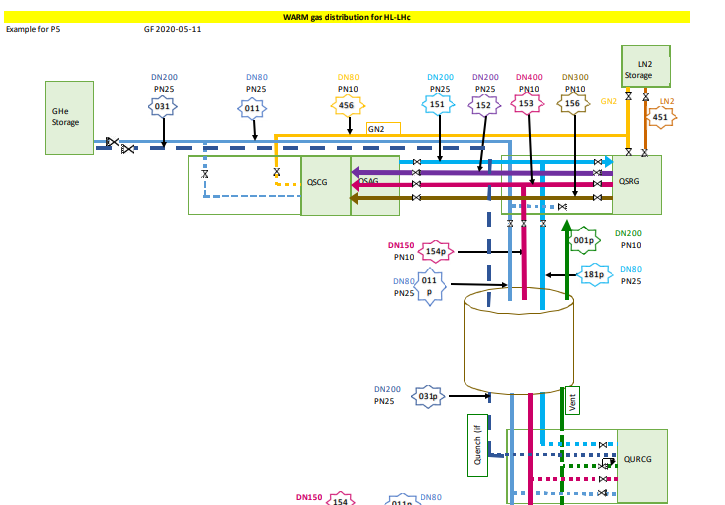 WARM gas distribution for HL-LHc
Example for P5
GF 2020-05-11
DN200
PN25
031
DN80
PN25
011
DN80
PN10
456
DN200
PN25
151
DN200
PN25
152
DN400
PN10
153
DN300
PN10
156
LN2
Storage
GN2
LN2
451
GHe
Storage
GN2
QSCG
QSAG
QSRG
DN150
PN10
154p
DN200
PN10
001p
DN80
PN25
011
p
DN80
PN25
181p
DN200
PN25
031p
Vent
Quench (if
QURCG
DN150
154
011p
DN80